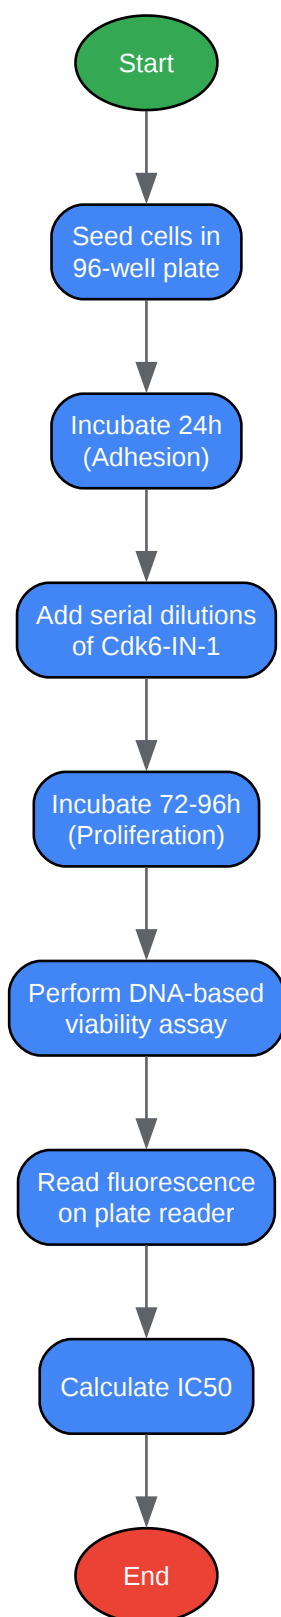 Start
Seed cells in
96-well plate
Incubate 24h
(Adhesion)
Add serial dilutions
of Cdk6-IN-1
Incubate 72-96h
(Proliferation)
Perform DNA-based
viability assay
Read fluorescence
on plate reader
Calculate IC50
End